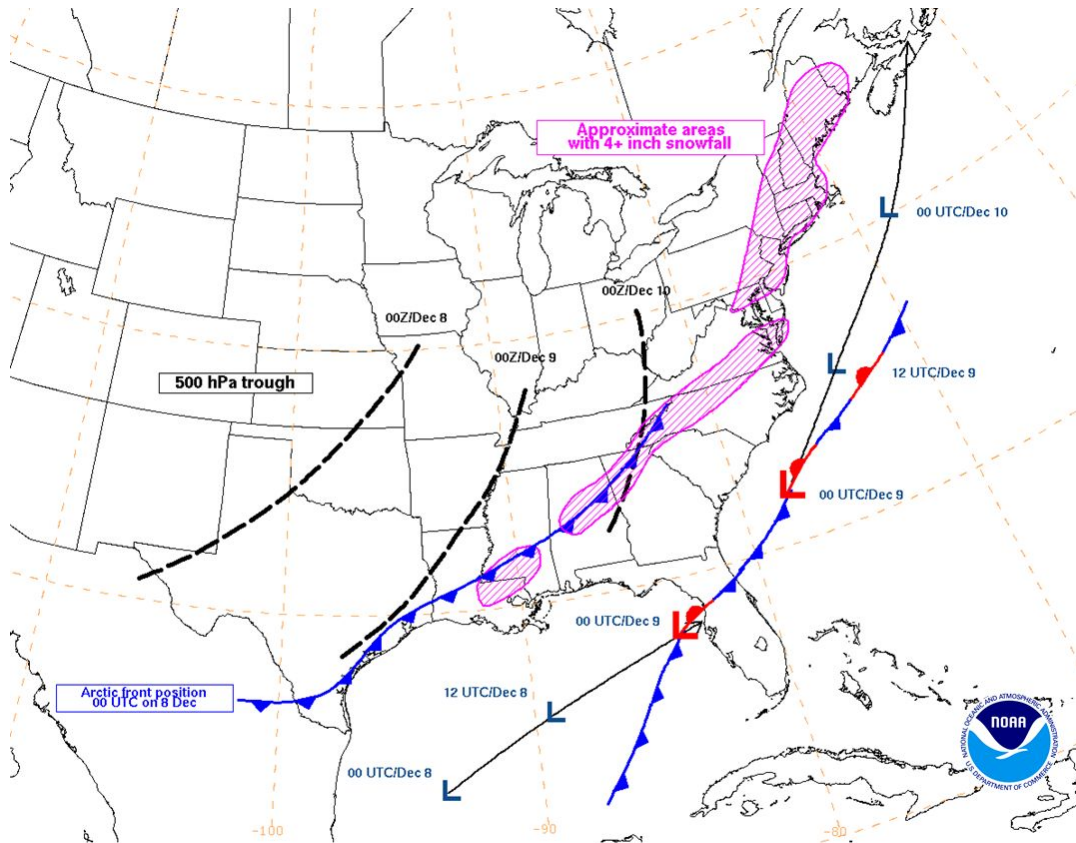 Approximate areas
with 4+ inch snowfall
00 UTC/Dec 10
00Z/Dec 10
00Z/Dec 8
00Z/Dec 9
12 UTC/Dec 9
500 hPa trough
00 UTC/Dec 9
00 UTC/Dec 9
Arctic front position
00 UTC on 8 Dec
12 UTC/Dec 8
00 UTC/Dec 8
NATIONAL OCEANIC AND ATMOSPHERIC ADMINISTRATION
NOAA
U.S. DEPARTMENT OF COMMERCE
-100
-90
-80